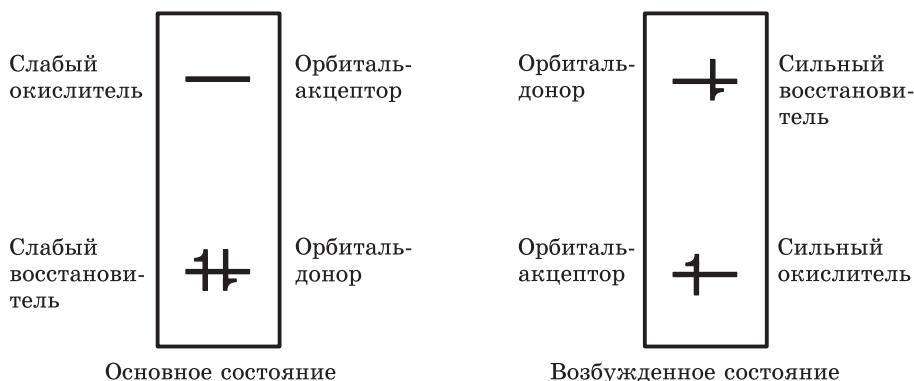 Слабый
окислитель
Орбиталь-
акцептор
Слабый
восстанови-
тель
Орбиталь-
донор
Основное состояние
Орбиталь-
донор
Сильный
восстанови-
тель
Орбиталь-
акцептор
Сильный
окислитель
Возбужденное состояние